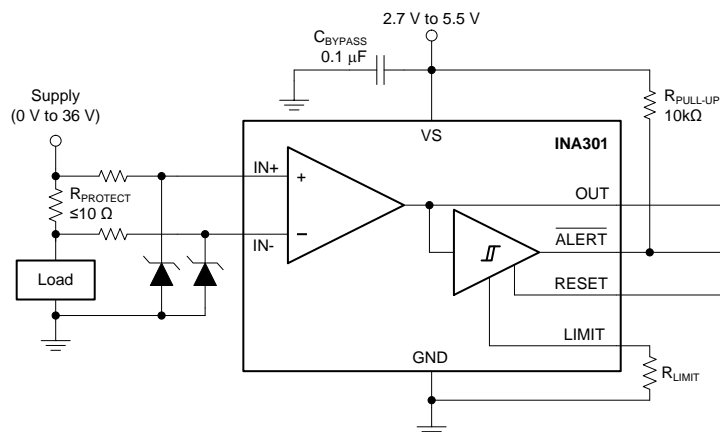 2.7 V to 5.5 V
CBYPASS
0.1 μF
Supply
(0 V to 36 V)
RPULL-UP
10kΩ
VS
INA301
IN+
+
OUT
RPROTECT
≤10 Ω
ALERT
IN-
−
Load
RESET
LIMIT
GND
RLIMIT